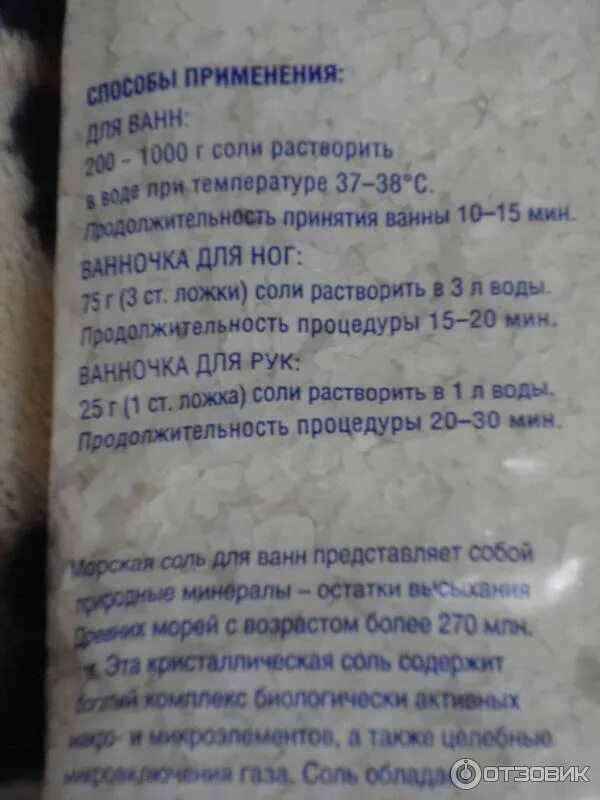 СПОСОБЫ ПРИМЕНЕНИЯ:
ДЛЯ ВАНН:
200 – 1000 г соли растворить
в воде при температуре 37–38°С.
Продолжительность принятия ванны 10–15 мин.
ВАННОЧКА ДЛЯ НОГ:
75 г (3 ст. ложки) соли растворить в 3 л воды.
Продолжительность процедуры 15–20 мин.
ВАННОЧКА ДЛЯ РУК:
25 г (1 ст. ложка) соли растворить в 1 л воды.
Продолжительность процедуры 20–30 мин.
Морская соль для ванн представляет собой
природные минералы – остатки высыхания
Древних морей с возрастом более 270 млн.
Эта кристаллическая соль содержит
богатый комплекс биологически активных
макро- и микроэлементов, а также целебные
микровключения газа. Соль облада
ОТЗОВИК